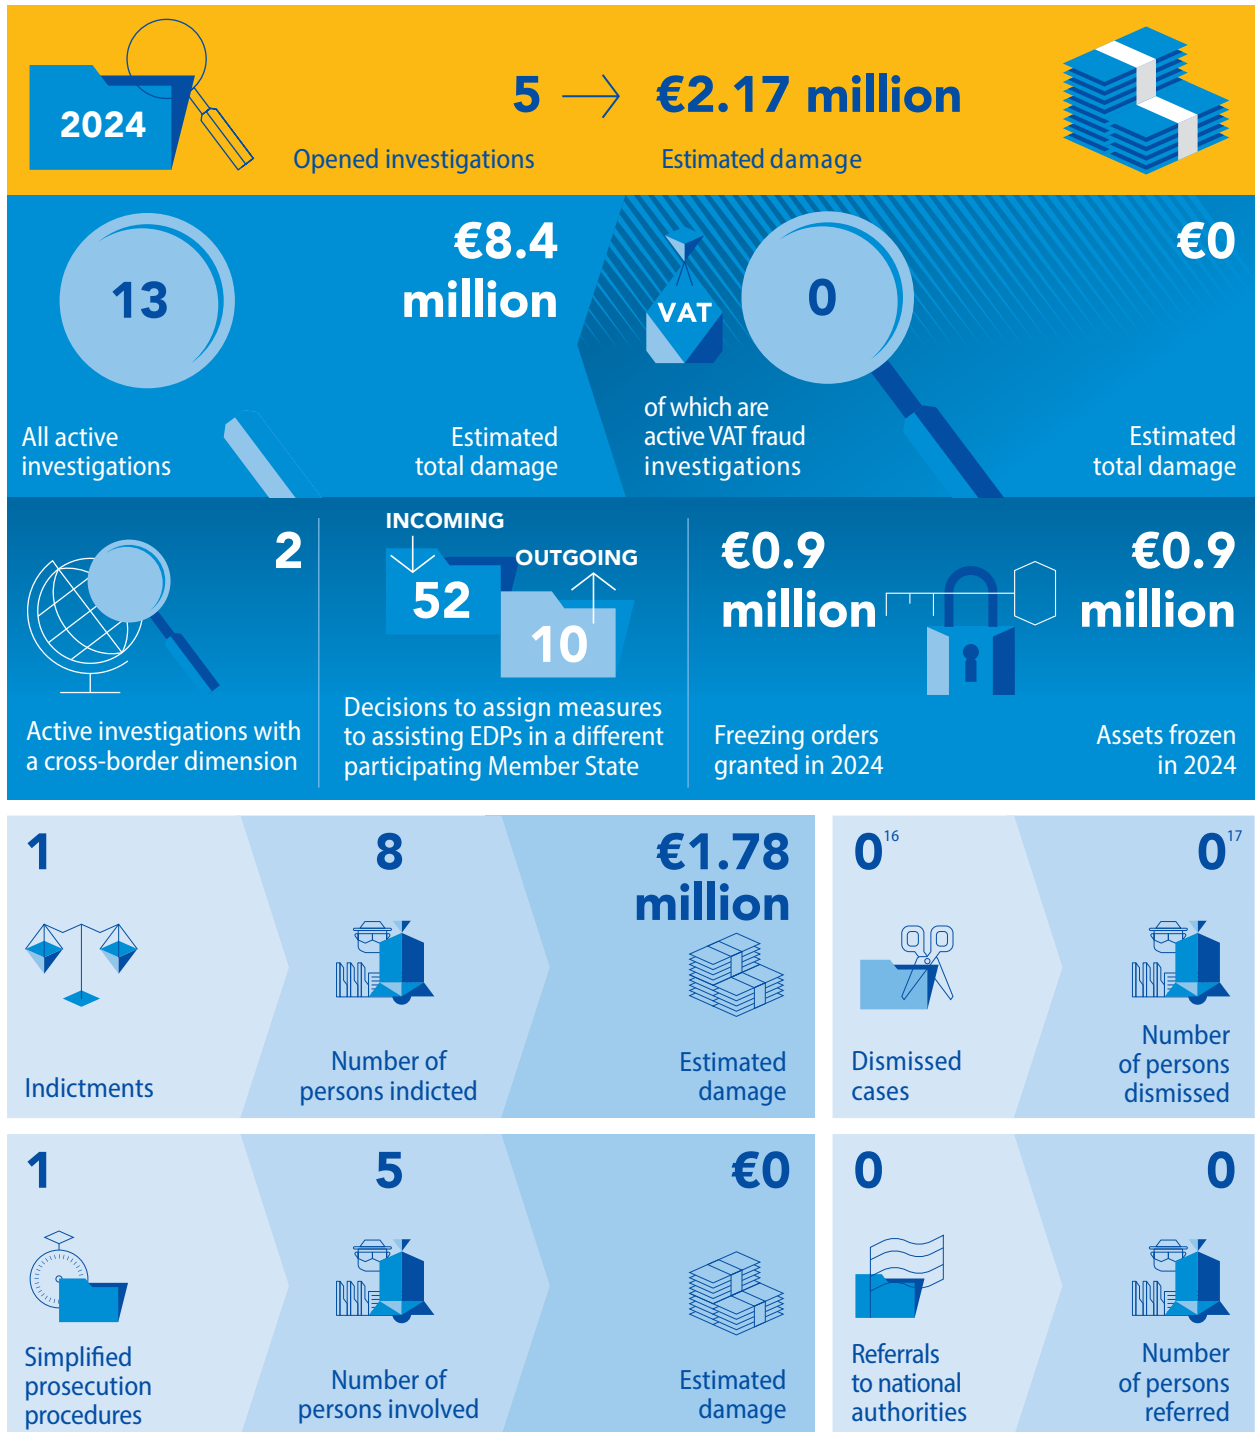 2024
5
€2.17 million
Opened investigations
Estimated damage
13
€8.4
million
All active
investigations
Estimated
total damage
VAT
0
€0
of which are
active VAT fraud
investigations
Estimated
total damage
2
Active investigations with
a cross-border dimension
INCOMING
52
OUTGOING
10
Decisions to assign measures
to assisting EDPs in a different
participating Member State
€0.9
million
Freezing orders
granted in 2024
€0.9
million
Assets frozen
in 2024
1
Indictments
8
Number of
persons indicted
€1.78
million
Estimated
damage
0 16
Dismissed
cases
0 17
Number
of persons
dismissed
1
Simplified
prosecution
procedures
5
Number of
persons involved
€0
Estimated
damage
0
Referrals
to national
authorities
0
Number
of persons
referred